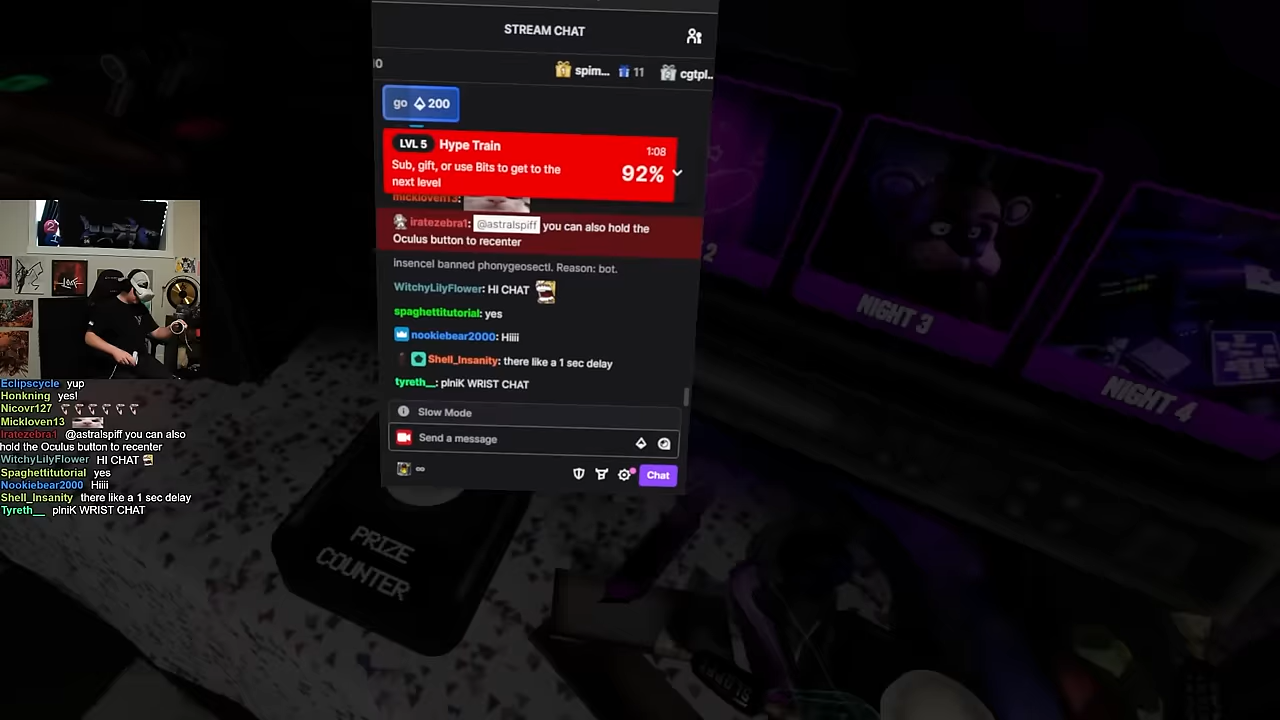 STREAM CHAT
10
spim... 11 cgtpl..
go 200
LVL 5 Hype Train
1:08
Sub, gift, or use Bits to get to the
next level
92%
mickloven13:
iratezebra1: @astralspiff you can also hold the
Oculus button to recenter
insencel banned phonygeosectl. Reason: bot.
WitchyLilyFlower: HI CHAT
spaghettitutorial: yes
nookiebear2000: Hiiii
Shell_Insanity: there like a 1 sec delay
tyreth__: plniK WRIST CHAT
Slow Mode
Send a message
Chat
Eclipscycle yup
Honkning yes!
Nicovr127
Mickloven13
Iratezebra1 @astralspiff you can also
hold the Oculus button to recenter
WitchyLilyFlower HI CHAT
Spaghettitutorial yes
Nookiebear2000 Hiiii
Shell_Insanity there like a 1 sec delay
Tyreth__ plniK WRIST CHAT
2
NIGHT 3
NIGHT 4
PRIZE
COUNTER